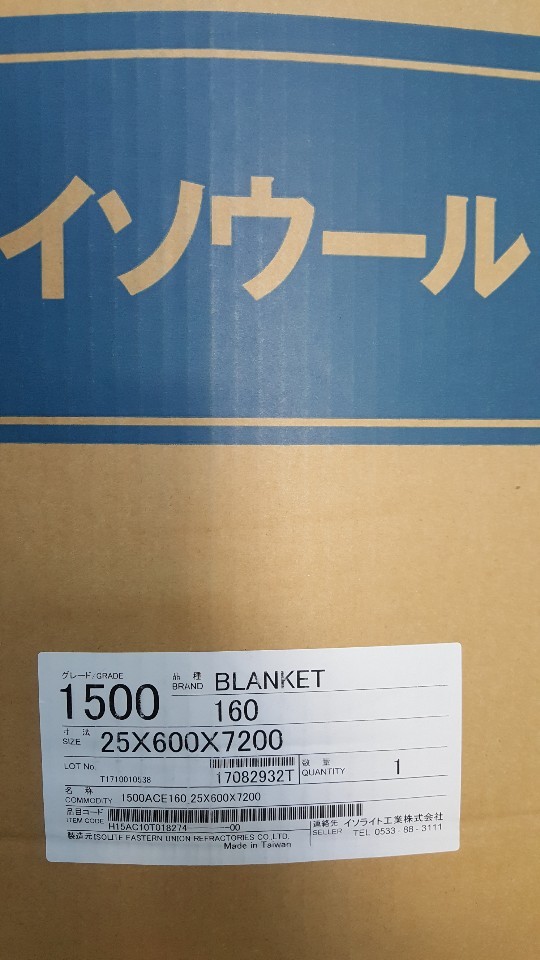 イソウール
グレード/GRADE
1500
品 種
BRAND
BLANKET
160
寸 法
SIZE
25X600X7200
LOT No.
T1710010538
17082932T
数 量
QUANTITY
1
名 称
COMMODITY
1500ACE160 25X600X7200
品目コード
ITEM CODE
H15AC10T018274-------00
製造元 ISOLITE EASTERN UNION REFRACTORIES CO.,LTD.
Made in Taiwan
連絡先 イソライト工業株式会社
SELLER TEL 0533-88-3111